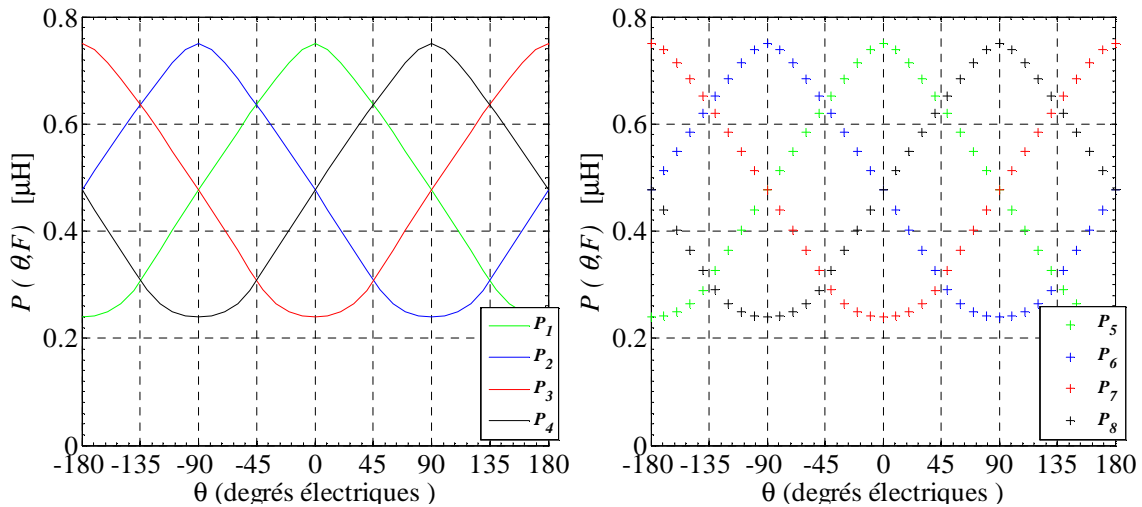 0.8
0.6
0.4
0.2
0
P ( θ,F) [µH]
-180 -135 -90 -45 0 45 90 135 180
θ (degrés électriques )
P1
P2
P3
P4
0.8
0.6
0.4
0.2
0
P ( θ,F) [µH]
-180 -135 -90 -45 0 45 90 135 180
θ (degrés électriques )
P5
P6
P7
P8